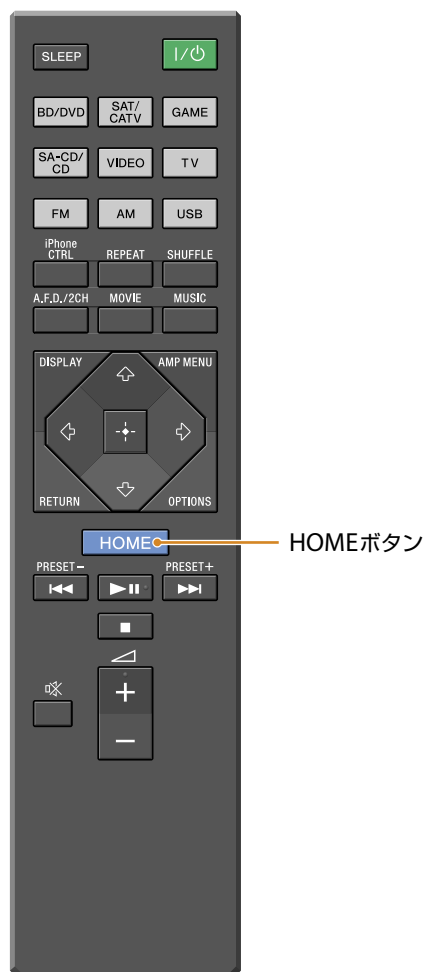 SLEEP
I/⏻
BD/DVD
SAT/
CATV
GAME
SA-CD/
CD
VIDEO
TV
FM
AM
USB
iPhone
CTRL
REPEAT
SHUFFLE
A.F.D./2CH
MOVIE
MUSIC
DISPLAY
AMP MENU
RETURN
OPTIONS
HOME
HOMEボタン
PRESET−
PRESET+
+
−